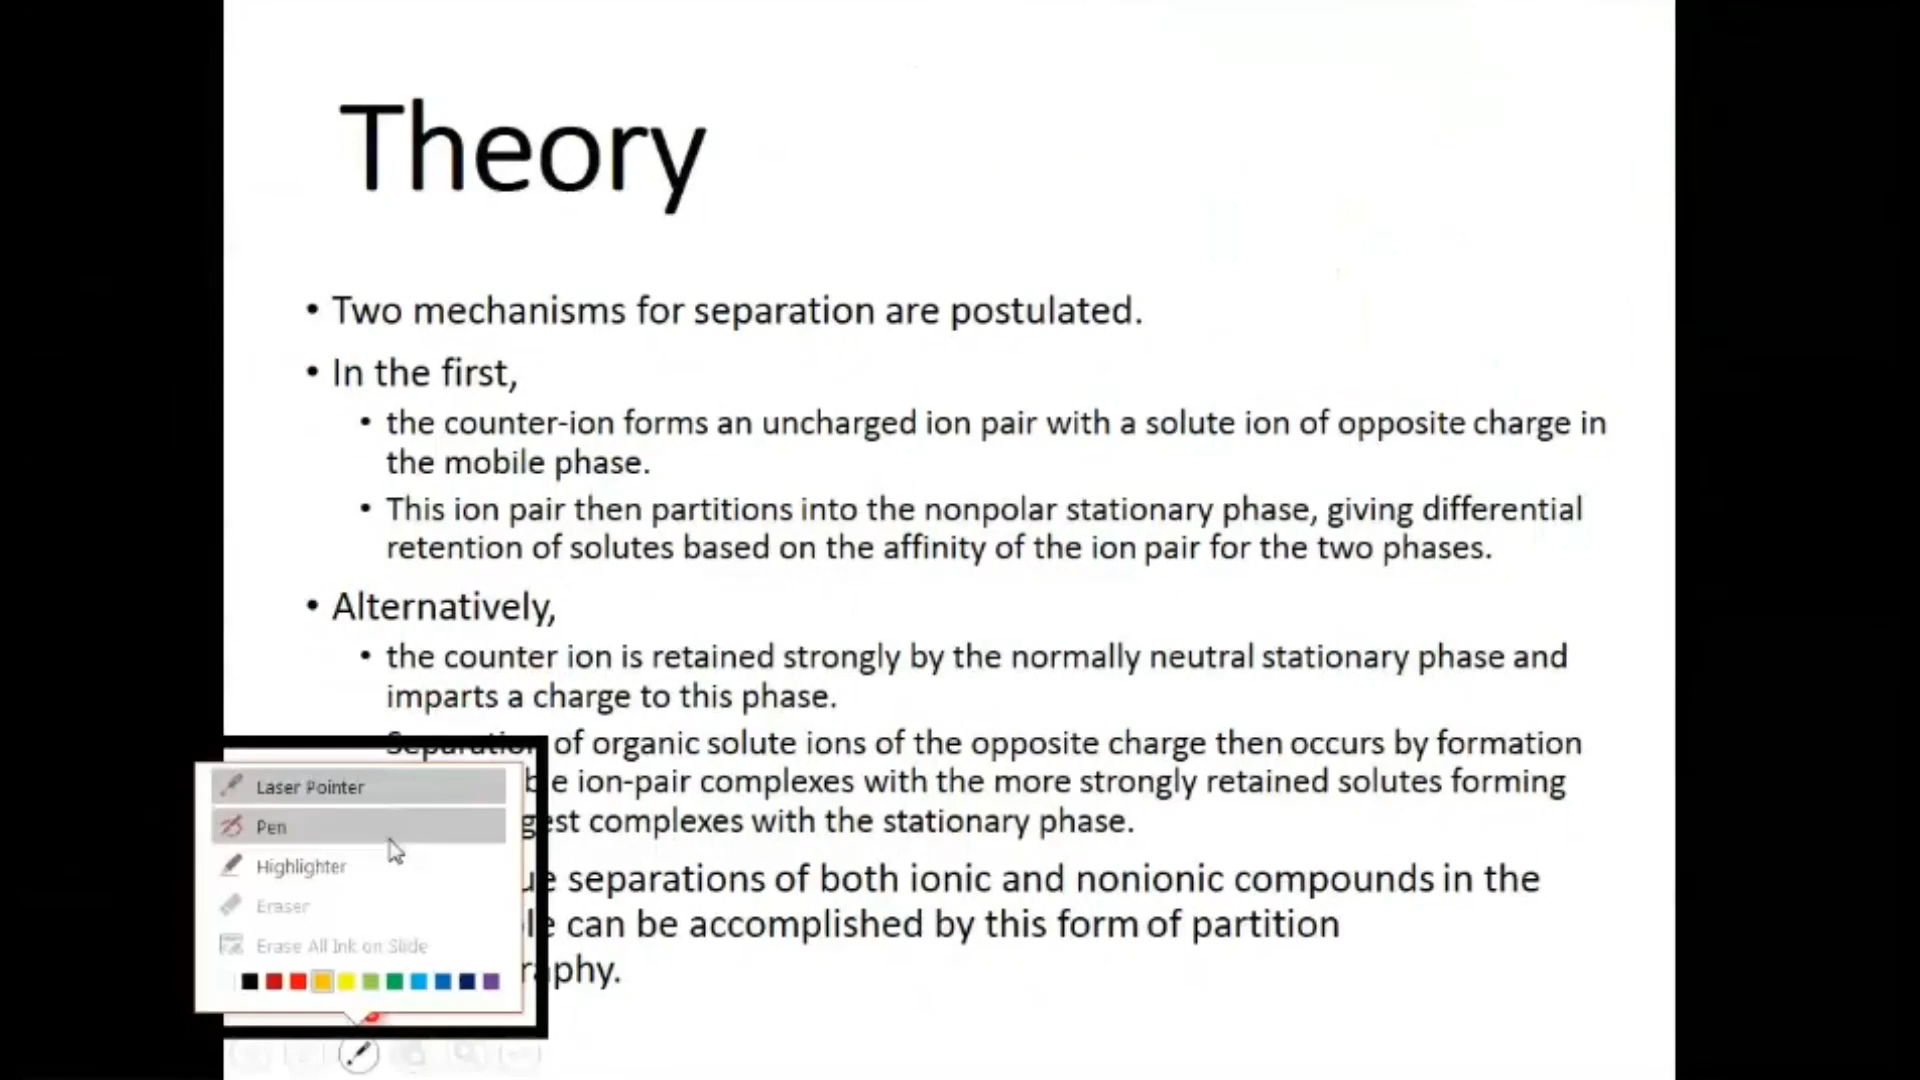 Theory
• Two mechanisms for separation are postulated.
• In the first,
• the counter-ion forms an uncharged ion pair with a solute ion of opposite charge in
the mobile phase.
• This ion pair then partitions into the nonpolar stationary phase, giving differential
retention of solutes based on the affinity of the ion pair for the two phases.
• Alternatively,
• the counter ion is retained strongly by the normally neutral stationary phase and
imparts a charge to this phase.
Separation of organic solute ions of the opposite charge then occurs by formation
ion-pair complexes with the more strongly retained solutes forming
complexes with the stationary phase.
separations of both ionic and nonionic compounds in the
can be accomplished by this form of partition
Laser Pointer
Pen
Highlighter
Eraser
Erase All Ink on Slide